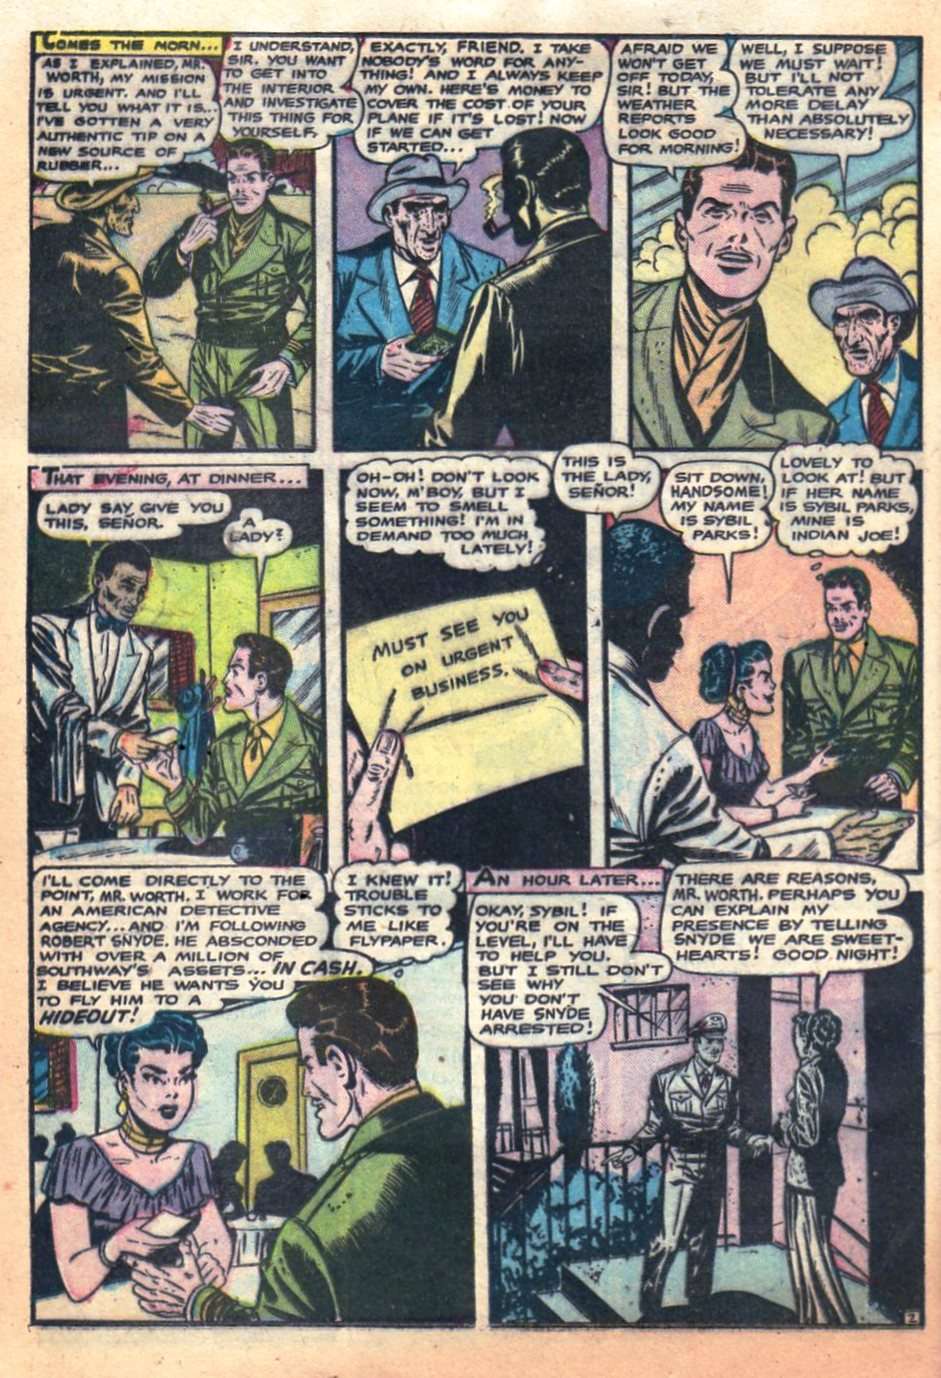 COMES THE MORN...
AS I EXPLAINED, MR.
WORTH, MY MISSION
IS URGENT. AND I'LL
TELL YOU WHAT IT IS...
I'VE GOTTEN A VERY
AUTHENTIC TIP ON A
NEW SOURCE OF
RUBBER...
I UNDERSTAND,
SIR. YOU WANT
TO GET INTO
THE INTERIOR
AND INVESTIGATE
THIS THING FOR
YOURSELF.
EXACTLY, FRIEND. I TAKE
NOBODY'S WORD FOR ANY-
THING! AND I ALWAYS KEEP
MY OWN. HERE'S MONEY TO
COVER THE COST OF YOUR
PLANE IF IT'S LOST! NOW
IF WE CAN GET
STARTED...
AFRAID WE
WON'T GET
OFF TODAY,
SIR! BUT THE
WEATHER
REPORTS
LOOK GOOD
FOR MORNING!
WELL, I SUPPOSE
WE MUST WAIT!
BUT I'LL NOT
TOLERATE ANY
MORE DELAY
THAN ABSOLUTELY
NECESSARY!
THAT EVENING, AT DINNER...
LADY SAY GIVE YOU
THIS, SEÑOR.
A
LADY?
OH-OH! DON'T LOOK
NOW, M'BOY, BUT I
SEEM TO SMELL
SOMETHING! I'M IN
DEMAND TOO MUCH
LATELY!
MUST SEE YOU
ON URGENT
BUSINESS.
THIS IS
THE LADY,
SEÑOR!
SIT DOWN,
HANDSOME!
MY NAME
IS SYBIL
PARKS!
LOVELY TO
LOOK AT! BUT
IF HER NAME
IS SYBIL PARKS,
MINE IS
INDIAN JOE!
I'LL COME DIRECTLY TO THE
POINT, MR. WORTH. I WORK FOR
AN AMERICAN DETECTIVE
AGENCY...AND I'M FOLLOWING
ROBERT SNYDE. HE ABSCONDED
WITH OVER A MILLION OF
SOUTHWAY'S ASSETS... IN CASH.
I BELIEVE HE WANTS YOU
TO FLY HIM TO A
HIDEOUT!
I KNEW IT!
TROUBLE
STICKS TO
ME LIKE
FLYPAPER.
AN HOUR LATER...
OKAY, SYBIL! IF
YOU'RE ON THE
LEVEL, I'LL HAVE
TO HELP YOU.
BUT I STILL DON'T
SEE WHY
YOU DON'T
HAVE SNYDE
ARRESTED!
THERE ARE REASONS,
MR. WORTH. PERHAPS YOU
CAN EXPLAIN MY
PRESENCE BY TELLING
SNYDE WE ARE SWEET-
HEARTS! GOOD NIGHT!
2